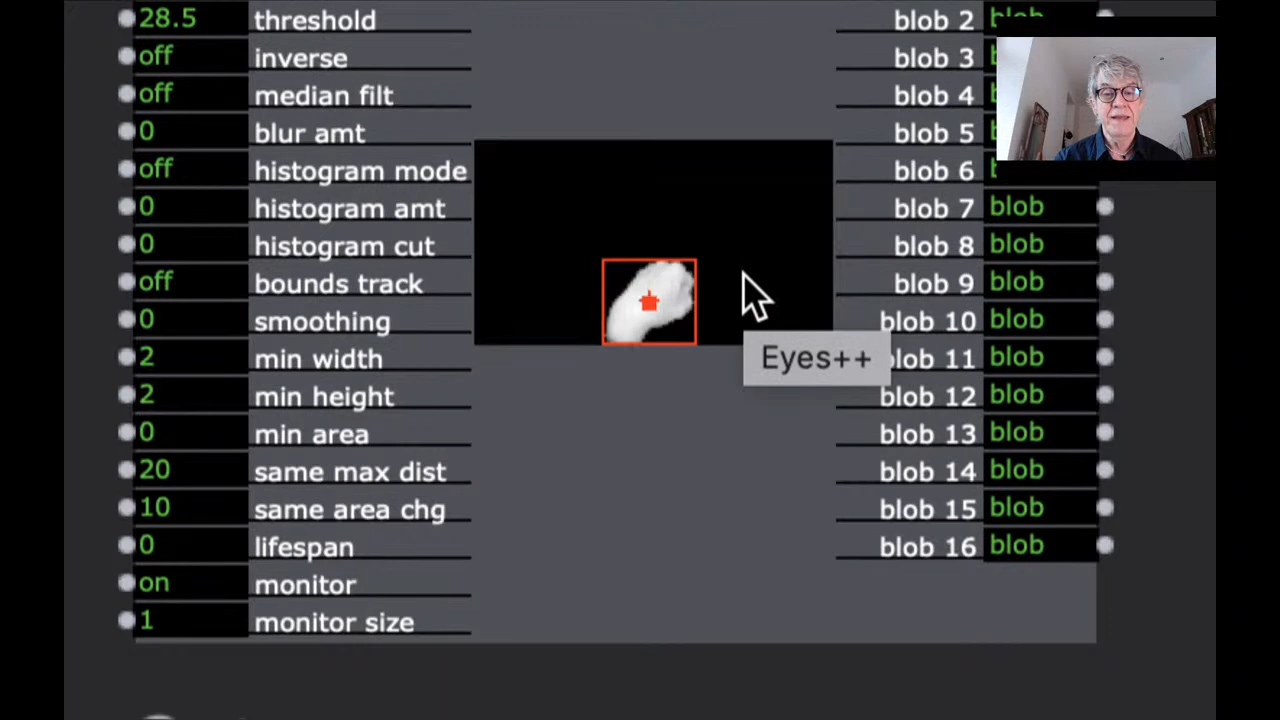 28.5 threshold blob 2 blob
off inverse blob 3
off median filt blob 4
0 blur amt blob 5
off histogram mode blob 6
0 histogram amt blob 7 blob
0 histogram cut blob 8 blob
off bounds track blob 9 blob
0 smoothing blob 10 blob
2 min width Eyes++ blob 11 blob
2 min height blob 12 blob
0 min area blob 13 blob
20 same max dist blob 14 blob
10 same area chg blob 15 blob
0 lifespan blob 16 blob
on monitor
1 monitor size